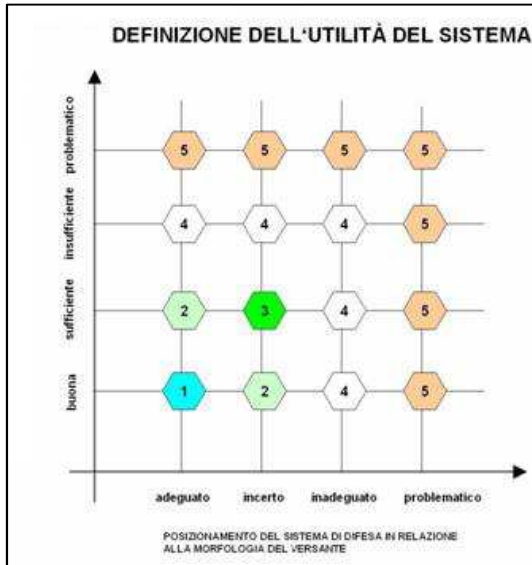 DEFINIZIONE DELL'UTILITÀ DEL SISTEMA
problematico
5 5 5 5
insufficiente
4 4 4 5
sufficiente
2 3 4 5
buona
1 2 4 5
adeguato incerto inadeguato problematico
POSIZIONAMENTO DEL SISTEMA DI DIFESA IN RELAZIONE
ALLA MORFOLOGIA DEL VERSANTE